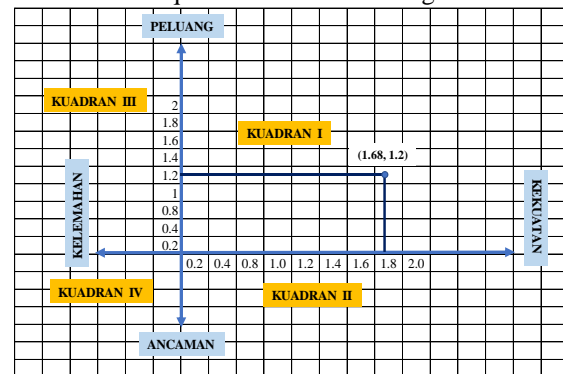 PELUANG
KUADRAN III
2
1.8
KUADRAN I
1.6
1.4
(1.68, 1.2)
1.2
KELEMAHAN
KEKUATAN
1
0.8
0.4
0.2
0.2 0.4 0.8 1.0 1.2 1.4 1.6 1.8 2.0
KUADRAN IV
KUADRAN II
ANCAMAN